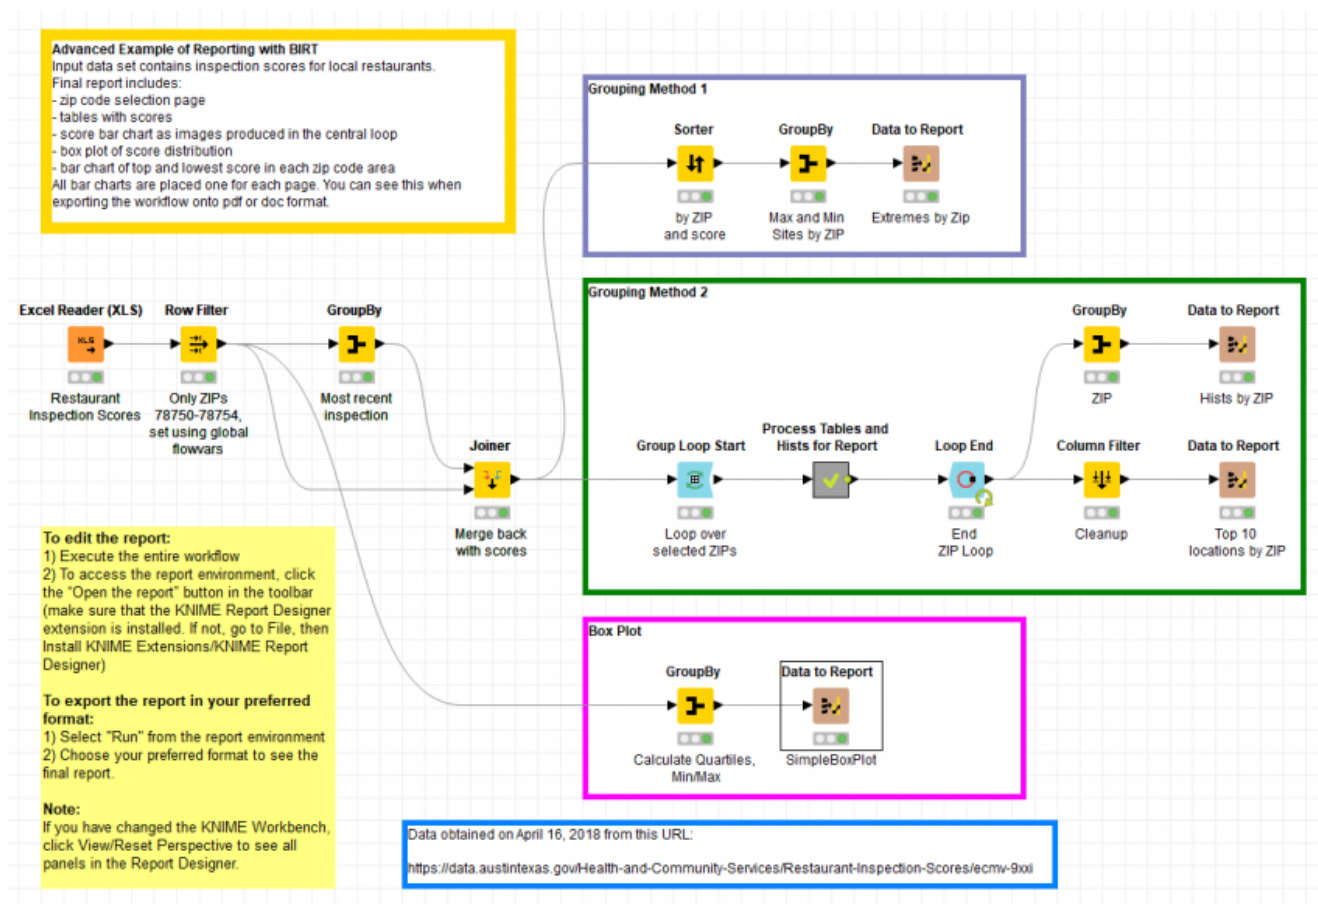 Advanced Example of Reporting with BIRT
Input data set contains inspection scores for local restaurants.
Final report includes:
- zip code selection page
- tables with scores
- score bar chart as images produced in the central loop
- box plot of score distribution
- bar chart of top and lowest score in each zip code area
All bar charts are placed one for each page. You can see this when
exporting the workflow onto pdf or doc format.
Grouping Method 1
Sorter
GroupBy
Data to Report
by ZIP
and score
Max and Min
Sites by ZIP
Extremes by Zip
Excel Reader (XLS)
XLS
Restaurant
Inspection Scores
Row Filter
Only ZIPs
78750-78754,
set using global
flowvars
GroupBy
Most recent
inspection
Joiner
Merge back
with scores
Grouping Method 2
Group Loop Start
Loop over
selected ZIPs
Process Tables and
Hists for Report
Loop End
End
ZIP Loop
GroupBy
ZIP
Data to Report
Hists by ZIP
Column Filter
Cleanup
Data to Report
Top 10
locations by ZIP
To edit the report:
1) Execute the entire workflow
2) To access the report environment, click
the "Open the report" button in the toolbar
(make sure that the KNIME Report Designer
extension is installed. If not, go to File, then
Install KNIME Extensions/KNIME Report
Designer)
To export the report in your preferred
format:
1) Select "Run" from the report environment
2) Choose your preferred format to see the
final report.
Note:
If you have changed the KNIME Workbench,
click View/Reset Perspective to see all
panels in the Report Designer.
Box Plot
GroupBy
Calculate Quartiles,
Min/Max
Data to Report
SimpleBoxPlot
Data obtained on April 16, 2018 from this URL:
https://data.austintexas.gov/Health-and-Community-Services/Restaurant-Inspection-Scores/ecmv-9xxi